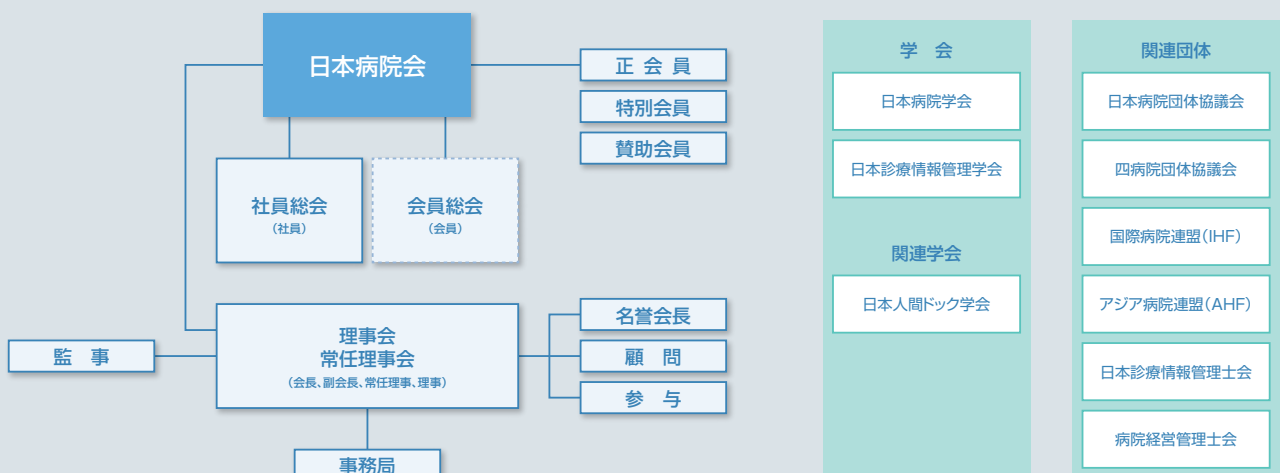 日本病院会
正 会 員
特別会員
賛助会員
社員総会
(社員)
会員総会
(会員)
理事会
常任理事会
(会長、副会長、常任理事、理事)
監 事
名誉会長
顧 問
参 与
事務局
学 会
日本病院学会
日本診療情報管理学会
関連学会
日本人間ドック学会
関連団体
日本病院団体協議会
四病院団体協議会
国際病院連盟(IHF)
アジア病院連盟(AHF)
日本診療情報管理士会
病院経営管理士会